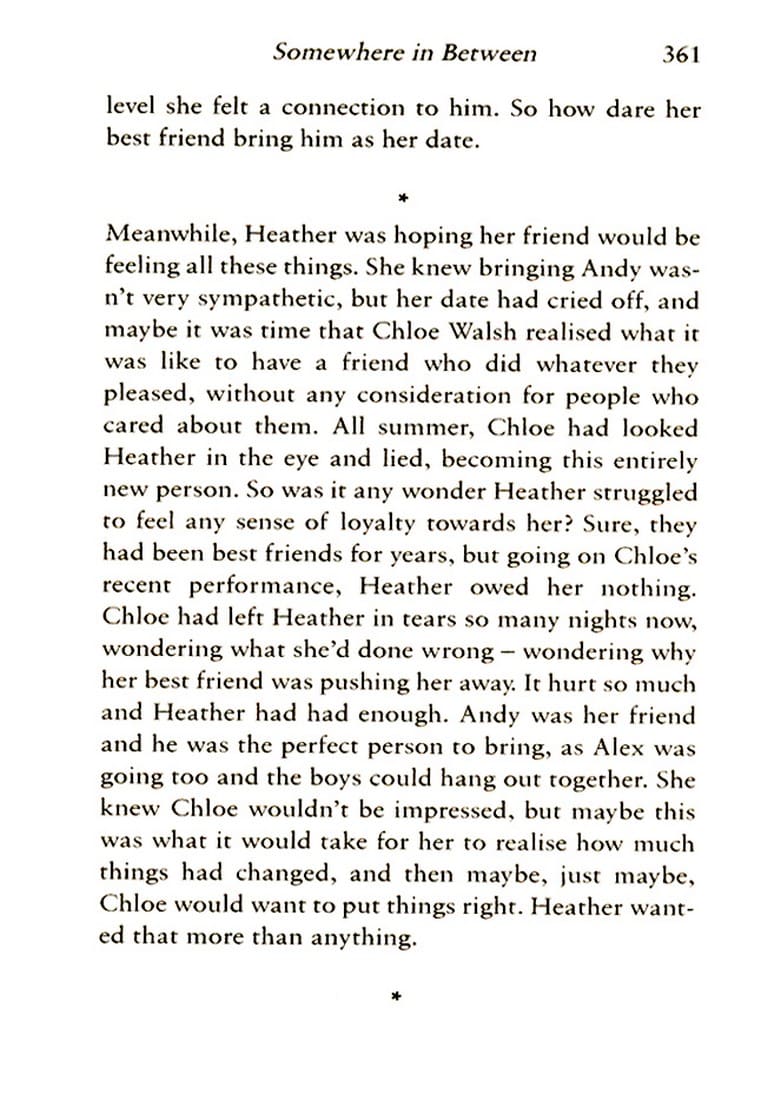 Somewhere in Between 361
level she felt a connection to him. So how dare her
best friend bring him as her date.
*
Meanwhile, Heather was hoping her friend would be
feeling all these things. She knew bringing Andy was-
n't very sympathetic, but her date had cried off, and
maybe it was time that Chloe Walsh realised what it
was like to have a friend who did whatever they
pleased, without any consideration for people who
cared about them. All summer, Chloe had looked
Heather in the eye and lied, becoming this entirely
new person. So was it any wonder Heather struggled
to feel any sense of loyalty towards her? Sure, they
had been best friends for years, but going on Chloe's
recent performance, Heather owed her nothing.
Chloe had left Heather in tears so many nights now,
wondering what she'd done wrong – wondering why
her best friend was pushing her away. It hurt so much
and Heather had had enough. Andy was her friend
and he was the perfect person to bring, as Alex was
going too and the boys could hang out together. She
knew Chloe wouldn't be impressed, but maybe this
was what it would take for her to realise how much
things had changed, and then maybe, just maybe,
Chloe would want to put things right. Heather want-
ed that more than anything.
*